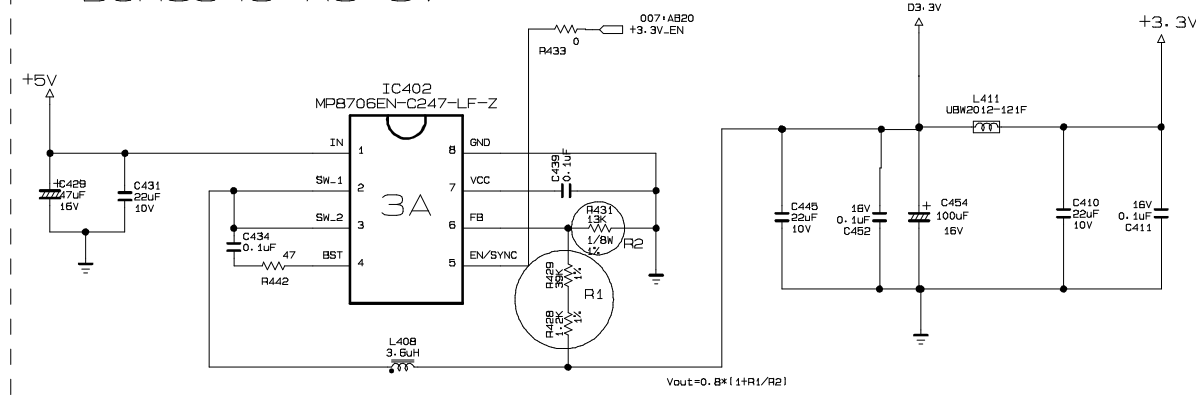 007:AB20
+3.3V_EN
R433
0
D3.3V
+3.3V
+5V
IC402
MP8706EN-C247-LF-Z
L411
UBW2012-121F
IN
1
8
GND
SW_1
2
7
VCC
SW_2
3
6
FB
BST
4
5
EN/SYNC
3A
C439
0.1uF
+C429
47uF
16V
C431
22uF
10V
C434
0.1uF
47
R442
R431
13K
1/8W
1%
R2
R429
39K
1%
R1
R428
1.2K
1%
L408
3.6uH
C445
22uF
10V
16V
0.1uF
C452
+
C454
100uF
16V
C410
22uF
10V
16V
0.1uF
C411
Vout=0.8*(1+R1/R2)